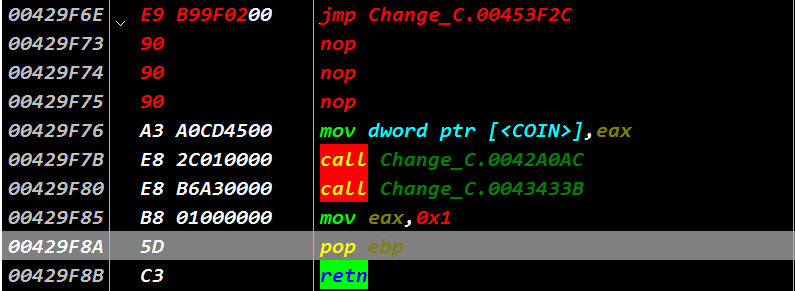 00429F6E E9 B99F0200 jmp Change_C.00453F2C
00429F73 90 nop
00429F74 90 nop
00429F75 90 nop
00429F76 A3 A0CD4500 mov dword ptr [<COIN>],eax
00429F7B E8 2C010000 call Change_C.0042A0AC
00429F80 E8 B6A30000 call Change_C.0043433B
00429F85 B8 01000000 mov eax,0x1
00429F8A 5D pop ebp
00429F8B C3 retn